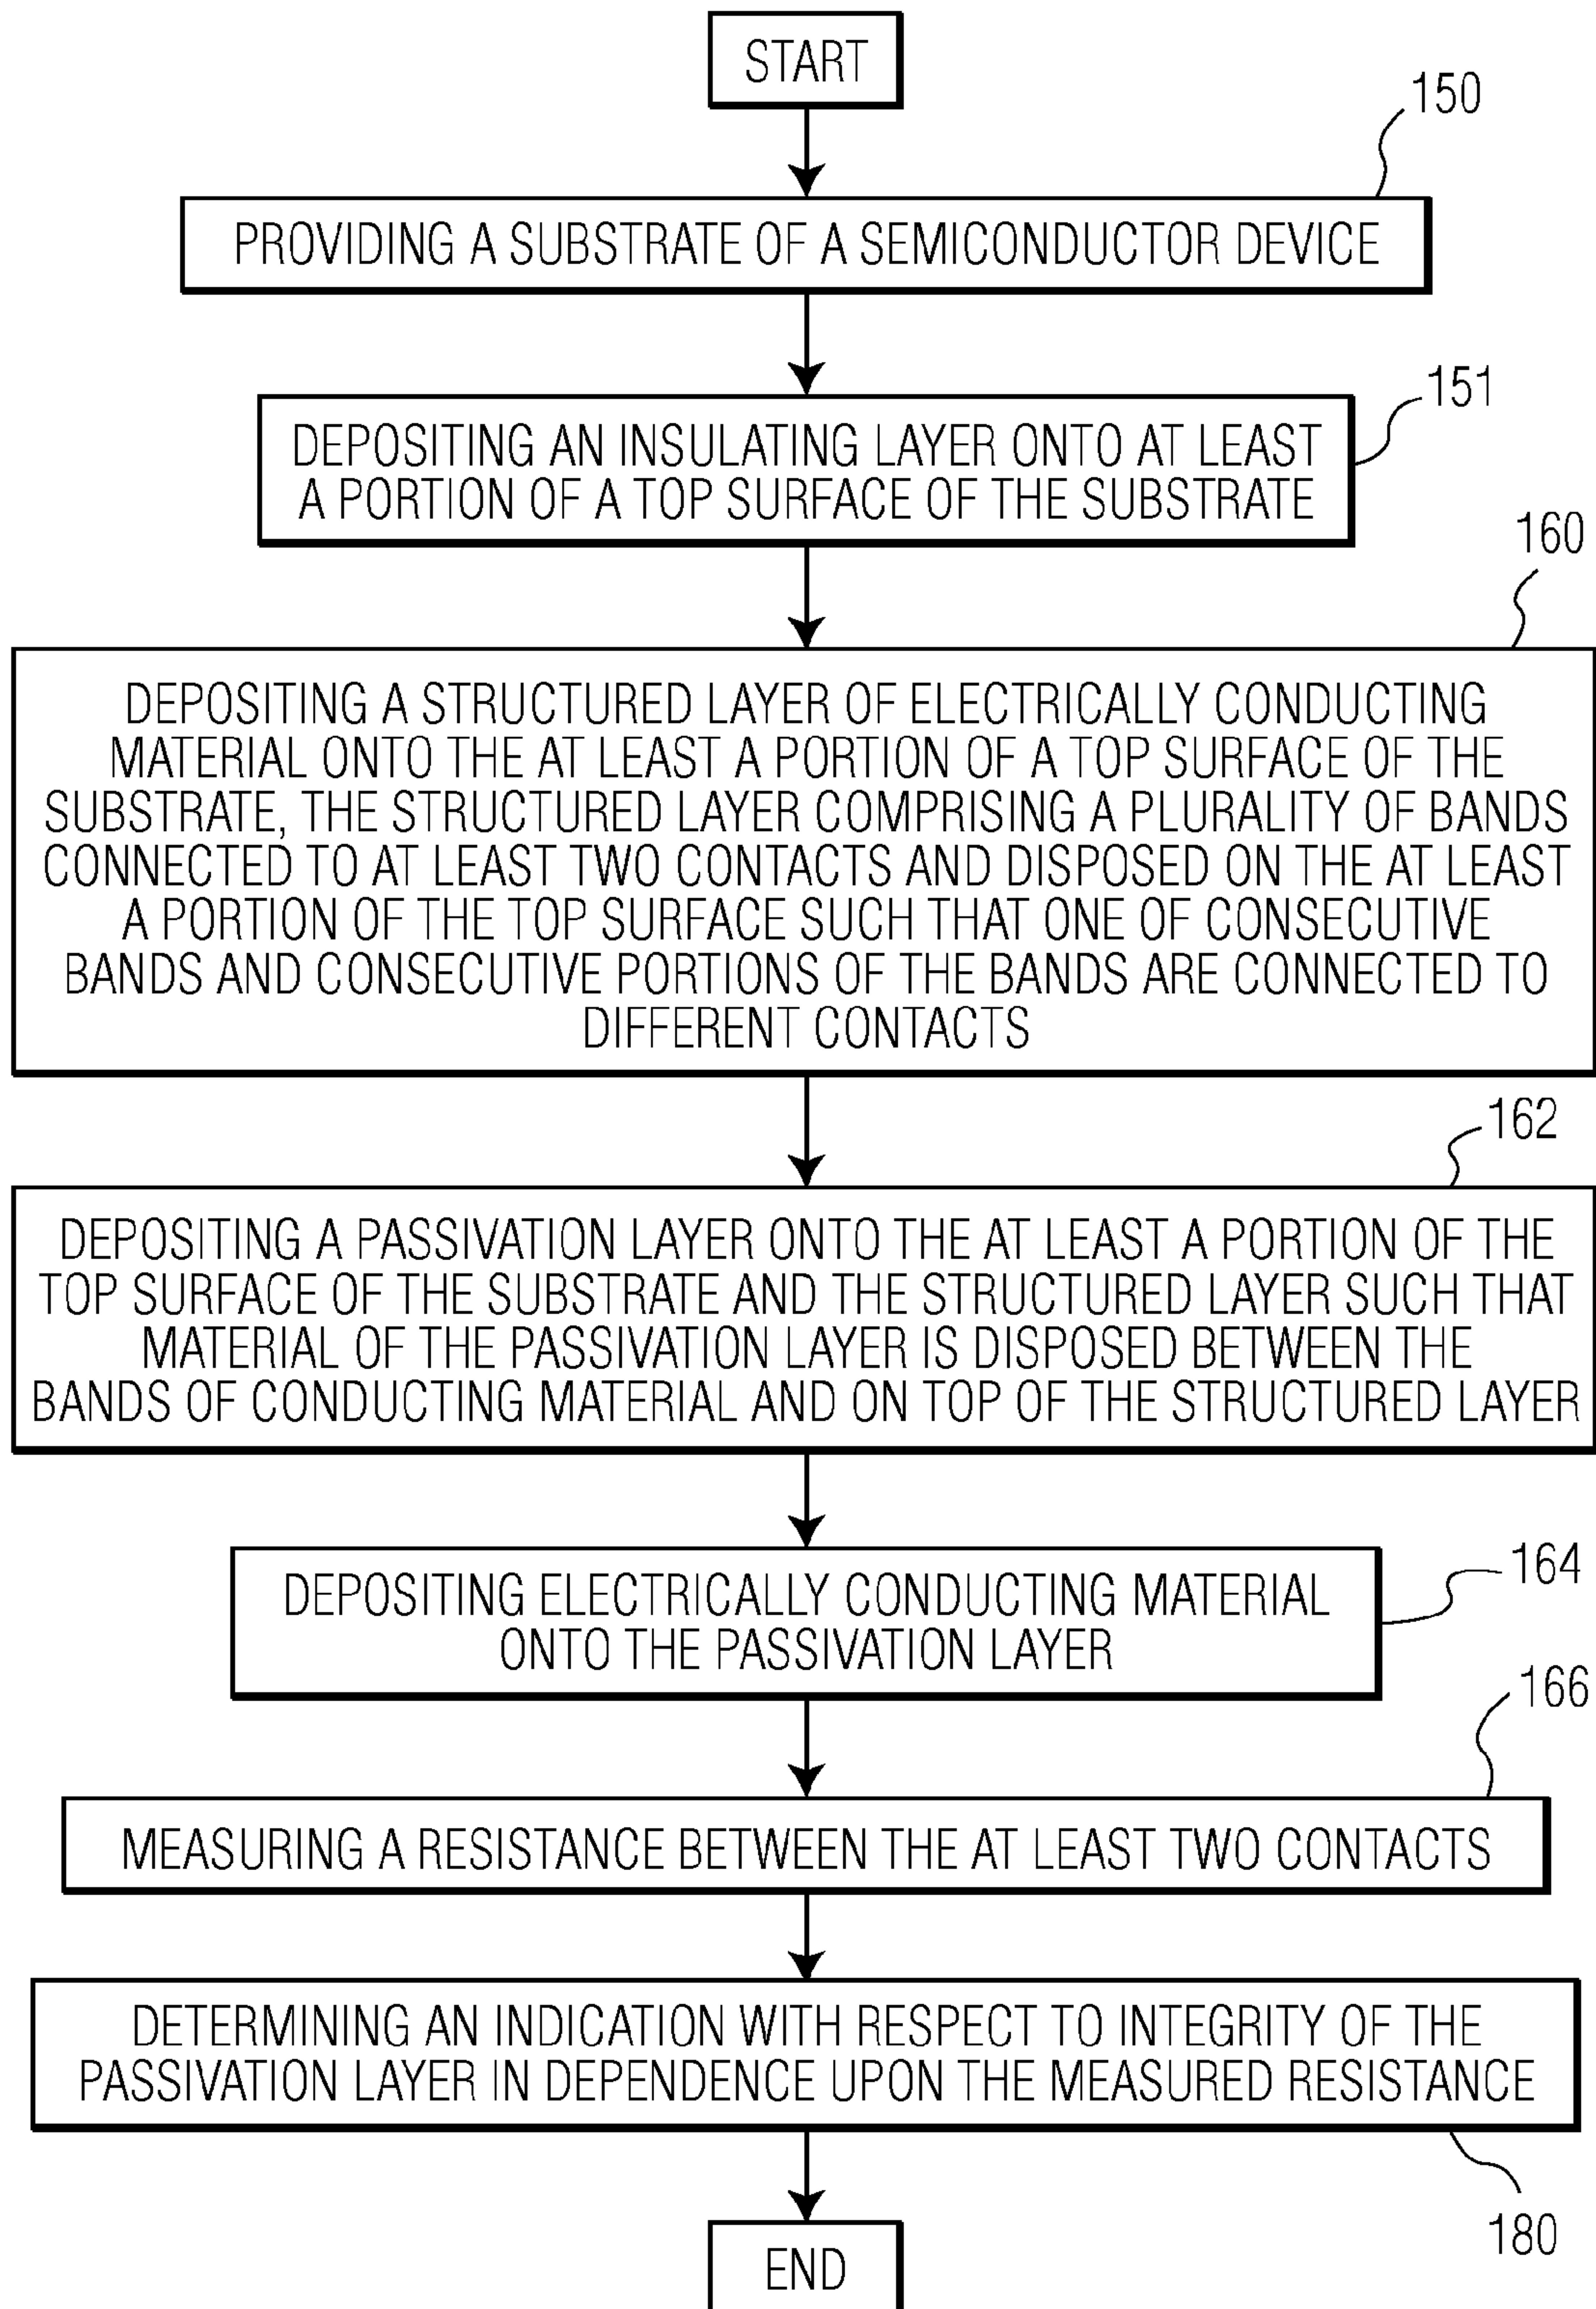 START
150
PROVIDING A SUBSTRATE OF A SEMICONDUCTOR DEVICE
151
DEPOSITING AN INSULATING LAYER ONTO AT LEAST
A PORTION OF A TOP SURFACE OF THE SUBSTRATE
160
DEPOSITING A STRUCTURED LAYER OF ELECTRICALLY CONDUCTING
MATERIAL ONTO THE AT LEAST A PORTION OF A TOP SURFACE OF THE
SUBSTRATE, THE STRUCTURED LAYER COMPRISING A PLURALITY OF BANDS
CONNECTED TO AT LEAST TWO CONTACTS AND DISPOSED ON THE AT LEAST
A PORTION OF THE TOP SURFACE SUCH THAT ONE OF CONSECUTIVE
BANDS AND CONSECUTIVE PORTIONS OF THE BANDS ARE CONNECTED TO
DIFFERENT CONTACTS
162
DEPOSITING A PASSIVATION LAYER ONTO THE AT LEAST A PORTION OF THE
TOP SURFACE OF THE SUBSTRATE AND THE STRUCTURED LAYER SUCH THAT
MATERIAL OF THE PASSIVATION LAYER IS DISPOSED BETWEEN THE
BANDS OF CONDUCTING MATERIAL AND ON TOP OF THE STRUCTURED LAYER
164
DEPOSITING ELECTRICALLY CONDUCTING MATERIAL
ONTO THE PASSIVATION LAYER
166
MEASURING A RESISTANCE BETWEEN THE AT LEAST TWO CONTACTS
DETERMINING AN INDICATION WITH RESPECT TO INTEGRITY OF THE
PASSIVATION LAYER IN DEPENDENCE UPON THE MEASURED RESISTANCE
180
END